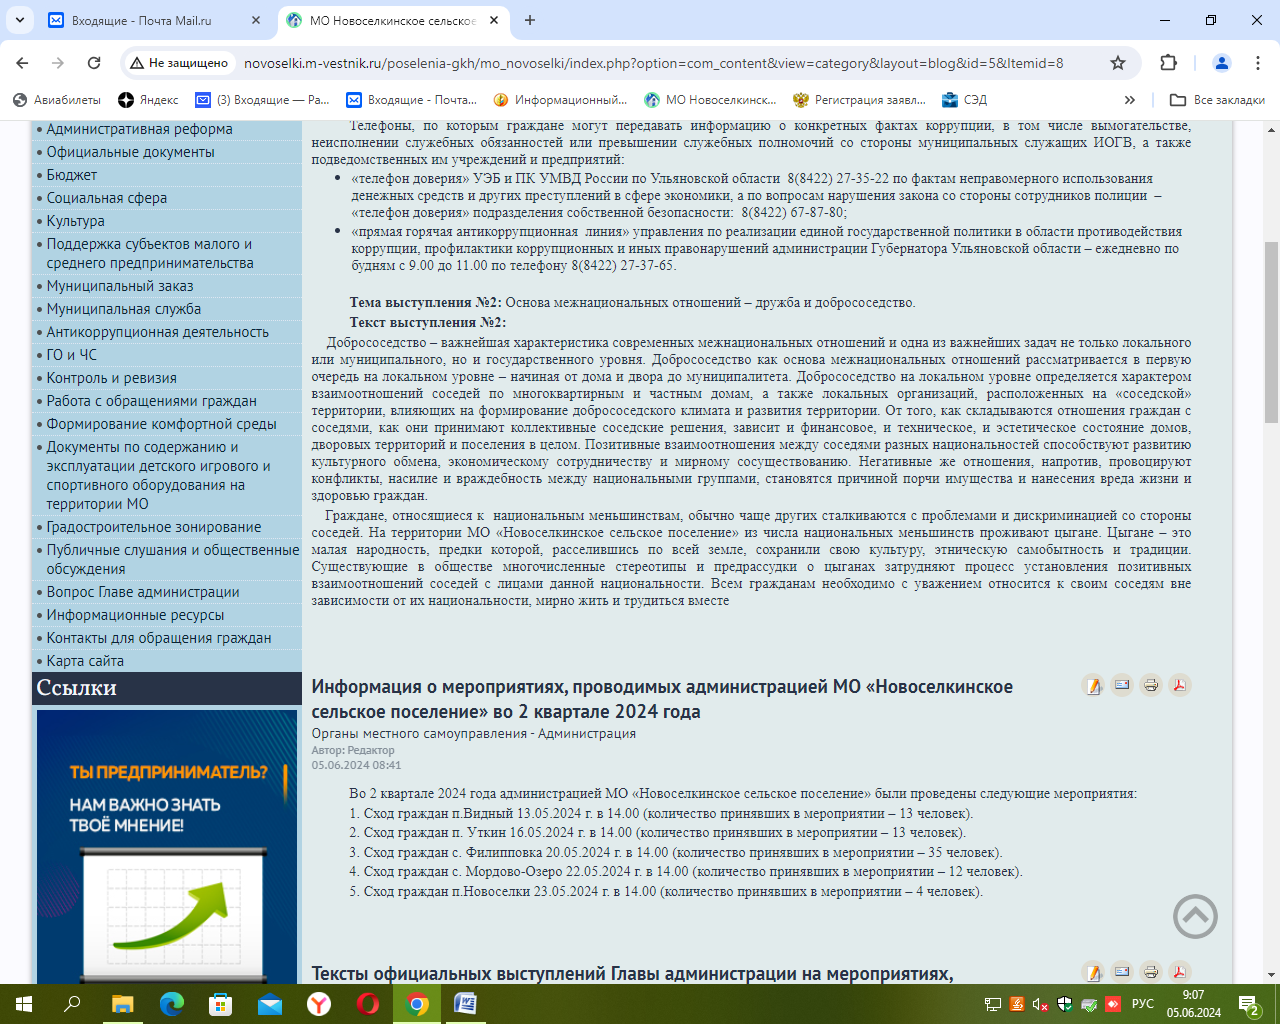 Входящие - Почта Mail.ru
МО Новоселкинское сельское
Не защищено
novoselki.m-vestnik.ru/poselenia-gkh/mo_novoselki/index.php?option=com_content&view=category&layout=blog&id=5&Itemid=8
Авиабилеты
Яндекс
(3) Входящие — Ра...
Входящие - Почта...
Информационный...
МО Новоселкинск...
Регистрация заявл...
СЭД
Все закладки
Административная реформа
Официальные документы
Бюджет
Социальная сфера
Культура
Поддержка субъектов малого и
среднего предпринимательства
Муниципальный заказ
Муниципальная служба
Антикоррупционная деятельность
ГО и ЧС
Контроль и ревизия
Работа с обращениями граждан
Формирование комфортной среды
Документы по содержанию и
эксплуатации детского игрового и
спортивного оборудования на
территории МО
Градостроительное зонирование
Публичные слушания и общественные
обсуждения
Вопрос Главе администрации
Информационные ресурсы
Контакты для обращения граждан
Карта сайта
Ссылки
ТЫ ПРЕДПРИНИМАТЕЛЬ?
НАМ ВАЖНО ЗНАТЬ
ТВОЁ МНЕНИЕ!
Телефоны, по которым граждане могут передавать информацию о конкретных фактах коррупции, в том числе вымогательстве,
неисполнении служебных обязанностей или превышении служебных полномочий со стороны муниципальных служащих ИОГВ, а также
подведомственных им учреждений и предприятий:
• «телефон доверия» УЭБ и ПК УМВД России по Ульяновской области 8(8422) 27-35-22 по фактам неправомерного использования
денежных средств и других преступлений в сфере экономики, а по вопросам нарушения закона со стороны сотрудников полиции –
«телефон доверия» подразделения собственной безопасности: 8(8422) 67-87-80;
• «прямая горячая антикоррупционная линия» управления по реализации единой государственной политики в области противодействия
коррупции, профилактики коррупционных и иных правонарушений администрации Губернатора Ульяновской области – ежедневно по
будням с 9.00 до 11.00 по телефону 8(8422) 27-37-65.
Тема выступления №2: Основа межнациональных отношений – дружба и добрососедство.
Текст выступления №2:
Добрососедство – важнейшая характеристика современных межнациональных отношений и одна из важнейших задач не только локального
или муниципального, но и государственного уровня. Добрососедство как основа межнациональных отношений рассматривается в первую
очередь на локальном уровне – начиная от дома и двора до муниципалитета. Добрососедство на локальном уровне определяется характером
взаимоотношений соседей по многоквартирным и частным домам, а также локальных организаций, расположенных на «соседской»
территории, влияющих на формирование добрососедского климата и развития территории. От того, как складываются отношения граждан с
соседями, как они принимают коллективные соседские решения, зависит и финансовое, и техническое, и эстетическое состояние домов,
дворовых территорий и поселения в целом. Позитивные взаимоотношения между соседями разных национальностей способствуют развитию
культурного обмена, экономическому сотрудничеству и мирному сосуществованию. Негативные же отношения, напротив, провоцируют
конфликты, насилие и враждебность между национальными группами, становятся причиной порчи имущества и нанесения вреда жизни и
здоровью граждан.
Граждане, относящиеся к национальным меньшинствам, обычно чаще других сталкиваются с проблемами и дискриминацией со стороны
соседей. На территории МО «Новоселкинское сельское поселение» из числа национальных меньшинств проживают цыгане. Цыгане – это
малая народность, предки которой, расселившись по всей земле, сохранили свою культуру, этническую самобытность и традиции.
Существующие в обществе многочисленные стереотипы и предрассудки о цыганах затрудняют процесс установления позитивных
взаимоотношений соседей с лицами данной национальности. Всем гражданам необходимо с уважением относится к своим соседям вне
зависимости от их национальности, мирно жить и трудиться вместе
Информация о мероприятиях, проводимых администрацией МО «Новоселкинское
сельское поселение» во 2 квартале 2024 года
Органы местного самоуправления - Администрация
Автор: Редактор
05.06.2024 08:41
Во 2 квартале 2024 года администрацией МО «Новоселкинское сельское поселение» были проведены следующие мероприятия:
1. Сход граждан п.Видный 13.05.2024 г. в 14.00 (количество принявших в мероприятии – 13 человек).
2. Сход граждан п. Уткин 16.05.2024 г. в 14.00 (количество принявших в мероприятии – 13 человек).
3. Сход граждан с. Филипповка 20.05.2024 г. в 14.00 (количество принявших в мероприятии – 35 человек).
4. Сход граждан с. Мордово-Озеро 22.05.2024 г. в 14.00 (количество принявших в мероприятии – 12 человек).
5. Сход граждан п.Новоселки 23.05.2024 г. в 14.00 (количество принявших в мероприятии – 4 человек).
Тексты официальных выступлений Главы администрации на мероприятиях,
РУС
9:07
05.06.2024
2